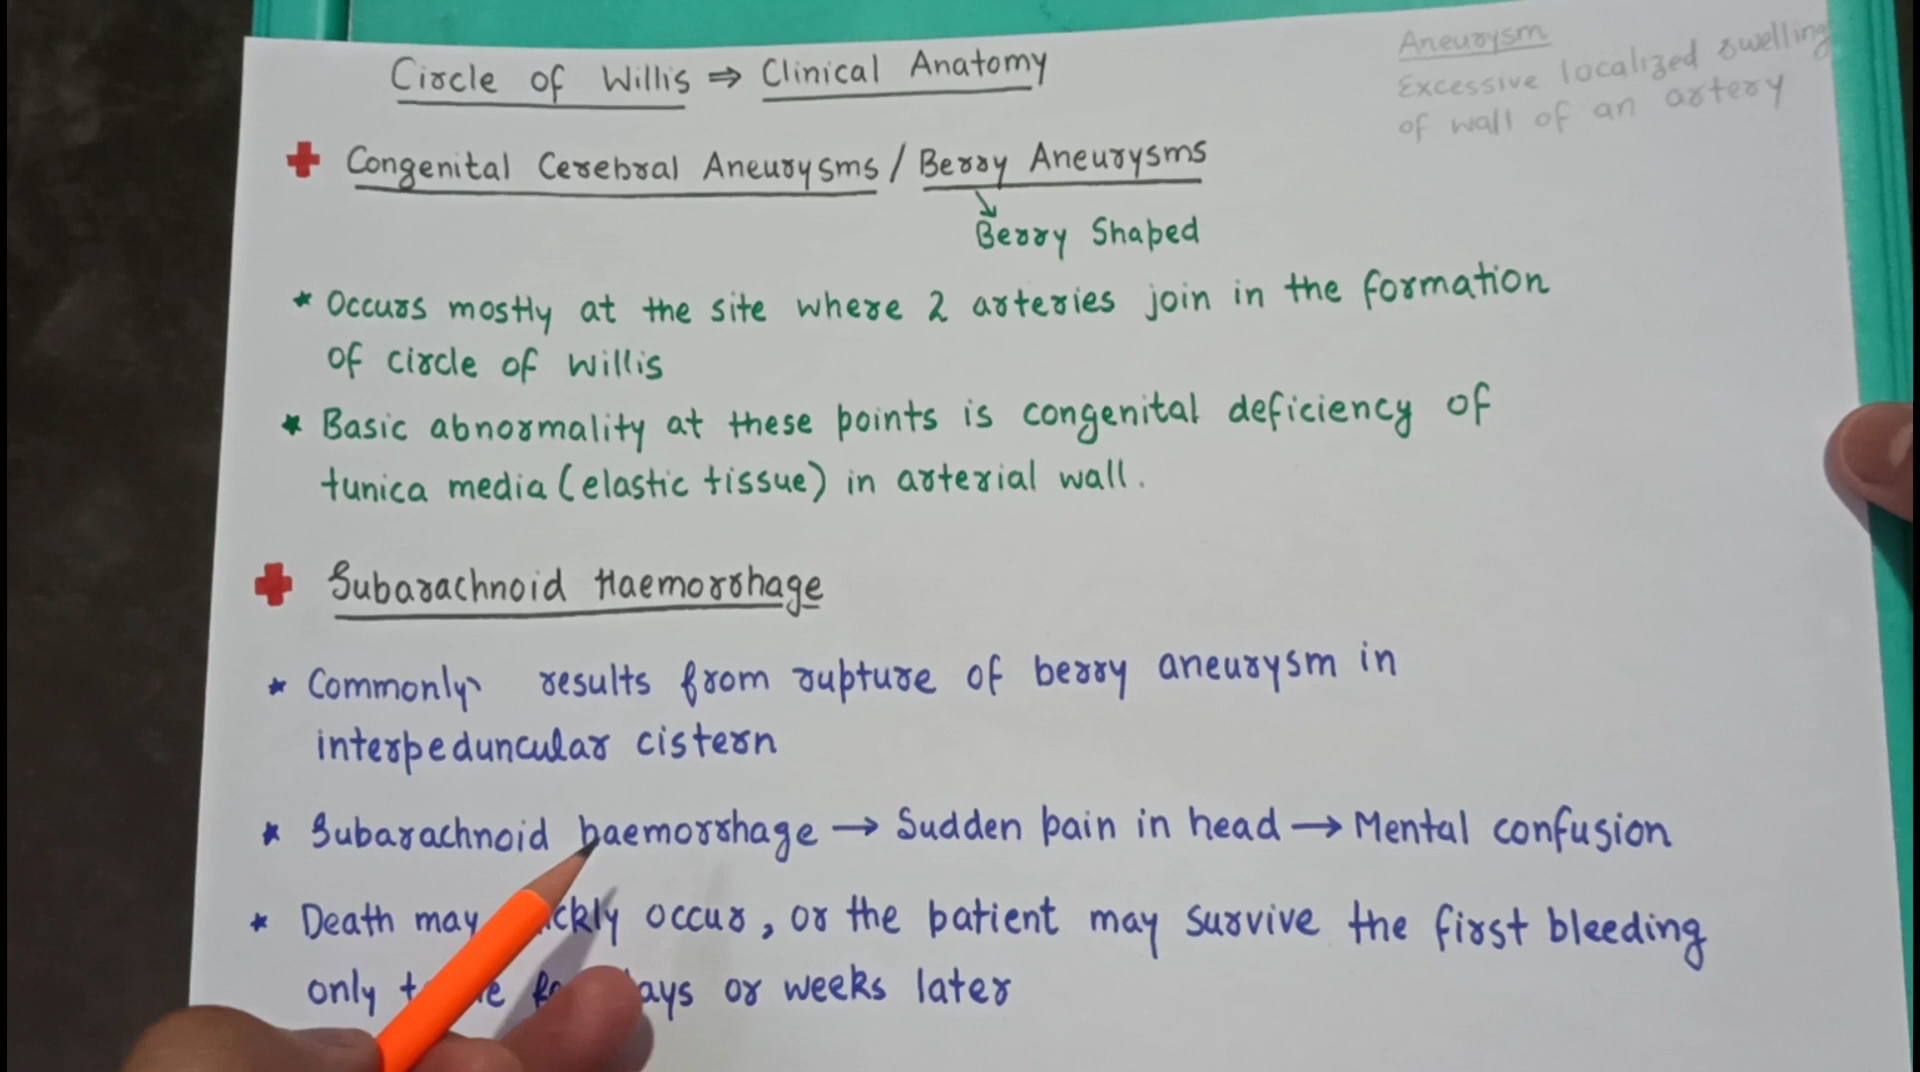 Circle of Willis ⇒ Clinical Anatomy
Aneurysm
Excessive localized swelling
of wall of an artery
Congenital Cerebral Aneurysms / Berry Aneurysms
Berry Shaped
* Occurs mostly at the site where 2 arteries join in the formation
of circle of willis
* Basic abnormality at these points is congenital deficiency of
tunica media (elastic tissue) in arterial wall.
Subarachnoid Haemorrhage
* Commonly results from rupture of berry aneurysm in
interpeduncular cistern
* Subarachnoid haemorrhage → Sudden pain in head → Mental confusion
* Death may occur, or the patient may survive the first bleeding
only or weeks later